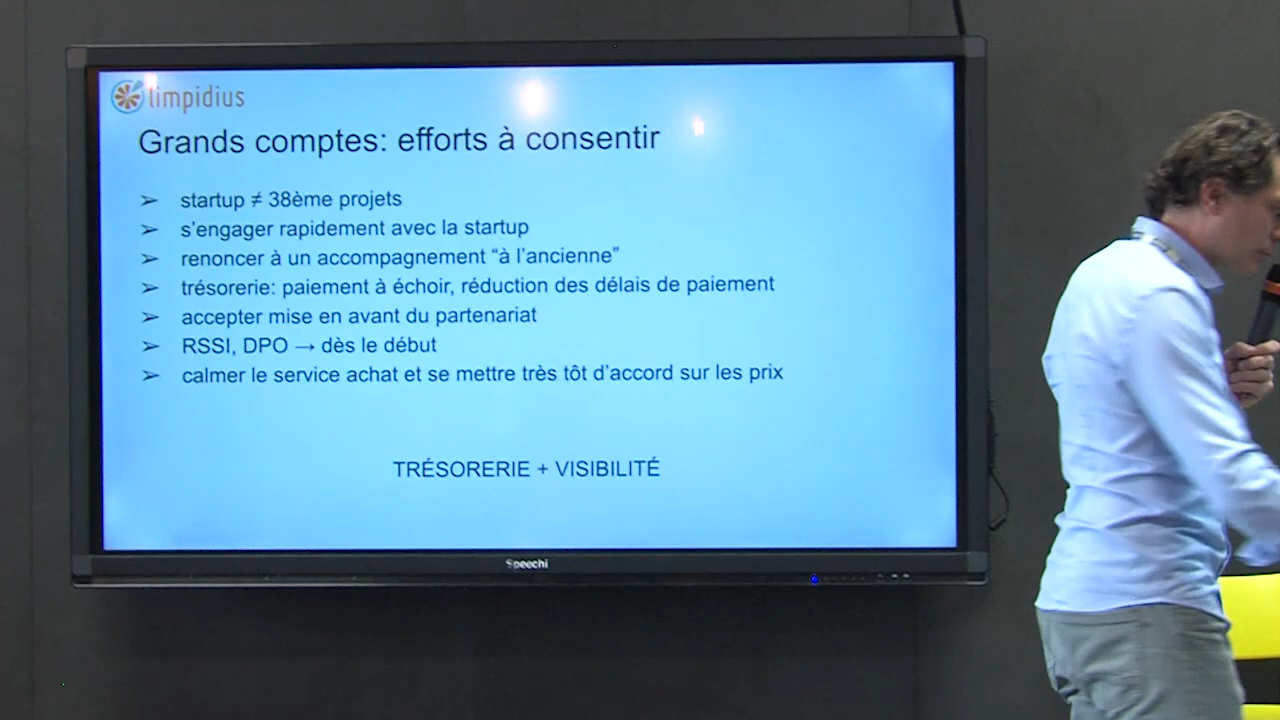 limpidius
Grands comptes: efforts à consentir
➢ startup ≠ 38ème projets
➢ s'engager rapidement avec la startup
➢ renoncer à un accompagnement “à l'ancienne”
➢ trésorerie: paiement à échoir, réduction des délais de paiement
➢ accepter mise en avant du partenariat
➢ RSSI, DPO → dès le début
➢ calmer le service achat et se mettre très tôt d'accord sur les prix
TRÉSORERIE + VISIBILITÉ
Speechi